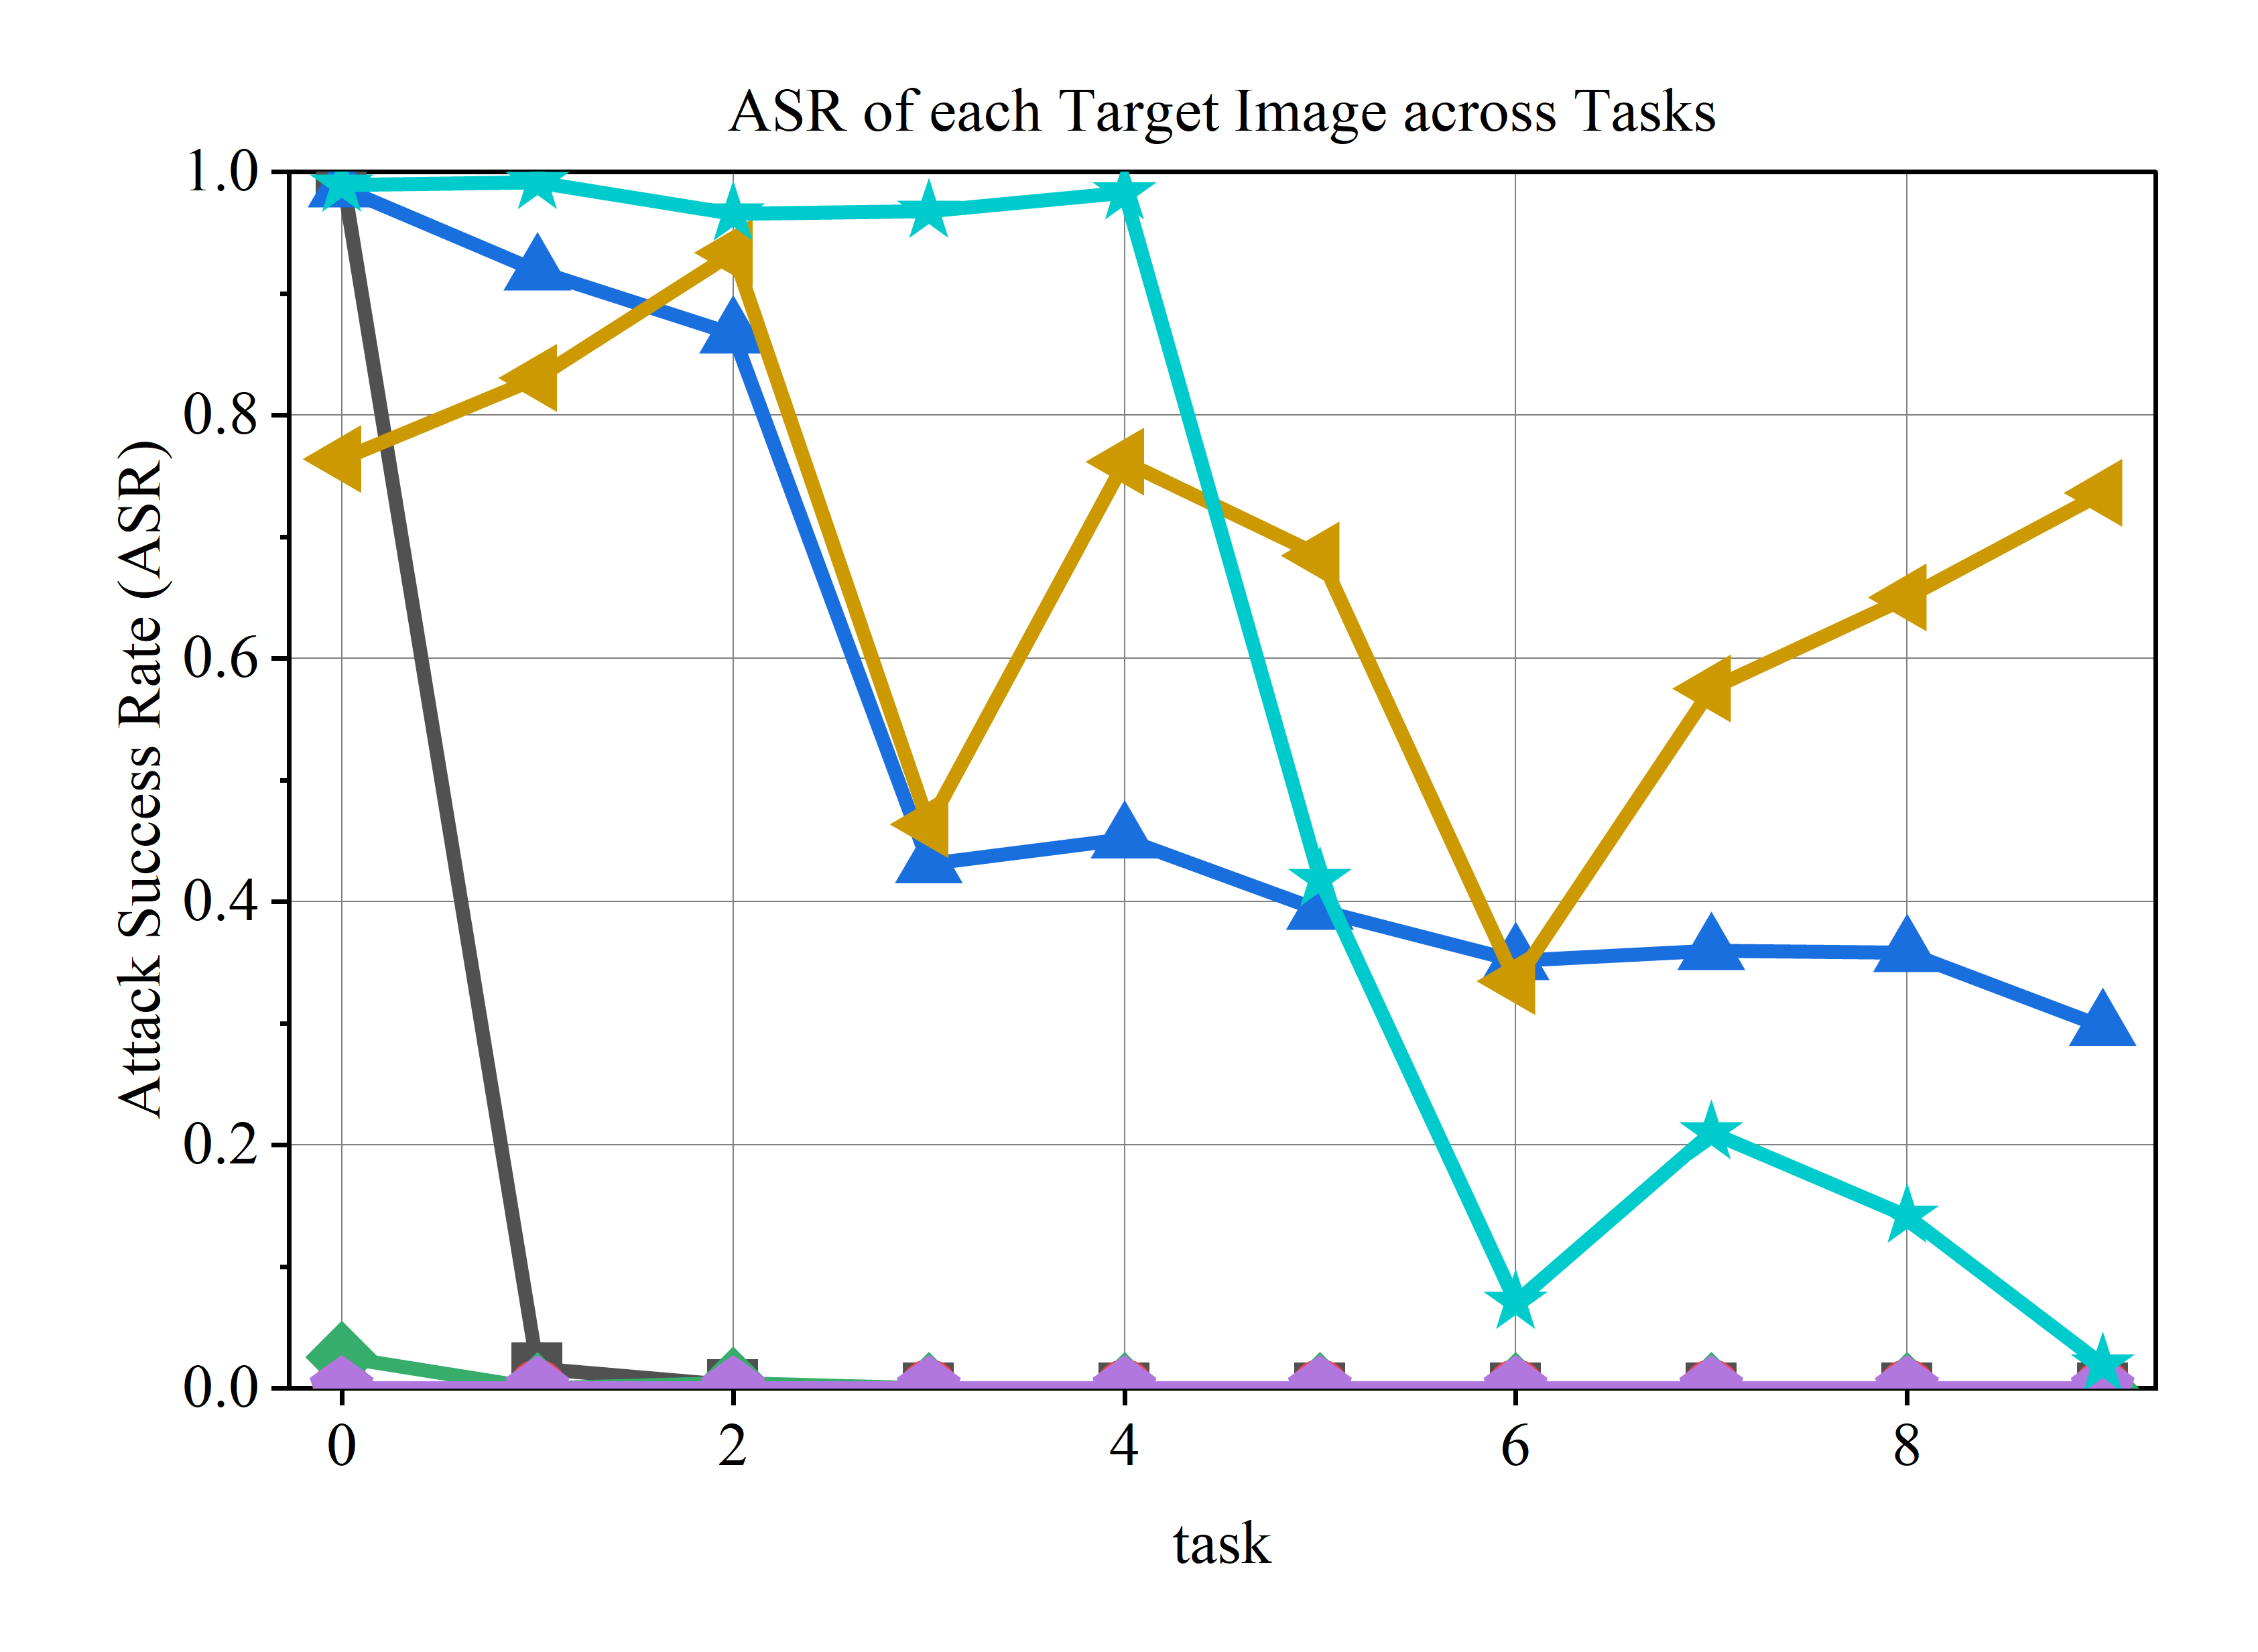 ASR of each Target Image across Tasks
Attack Success Rate (ASR)
1.0
0.8
0.6
0.4
0.2
0.0
0 2 4 6 8
task